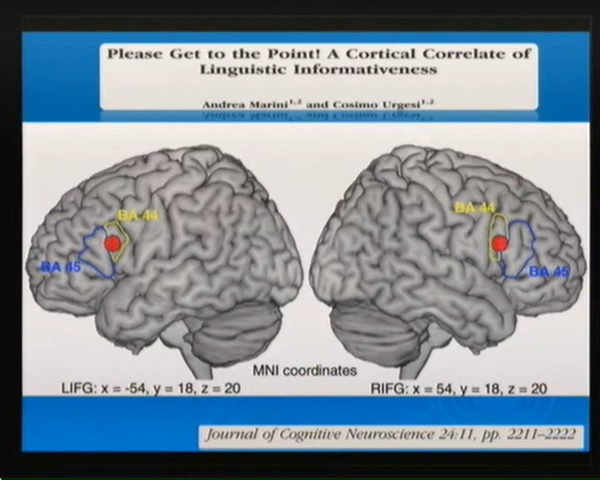 Please Get to the Point! A Cortical Correlate of
Linguistic Informativeness
Andrea Marini1,2 and Cosimo Urgesi1,2
BA 44
BA 45
BA 44
BA 45
MNI coordinates
LIFG: x = -54, y = 18, z = 20
RIFG: x = 54, y = 18, z = 20
Journal of Cognitive Neuroscience 24:11, pp. 2211–2222